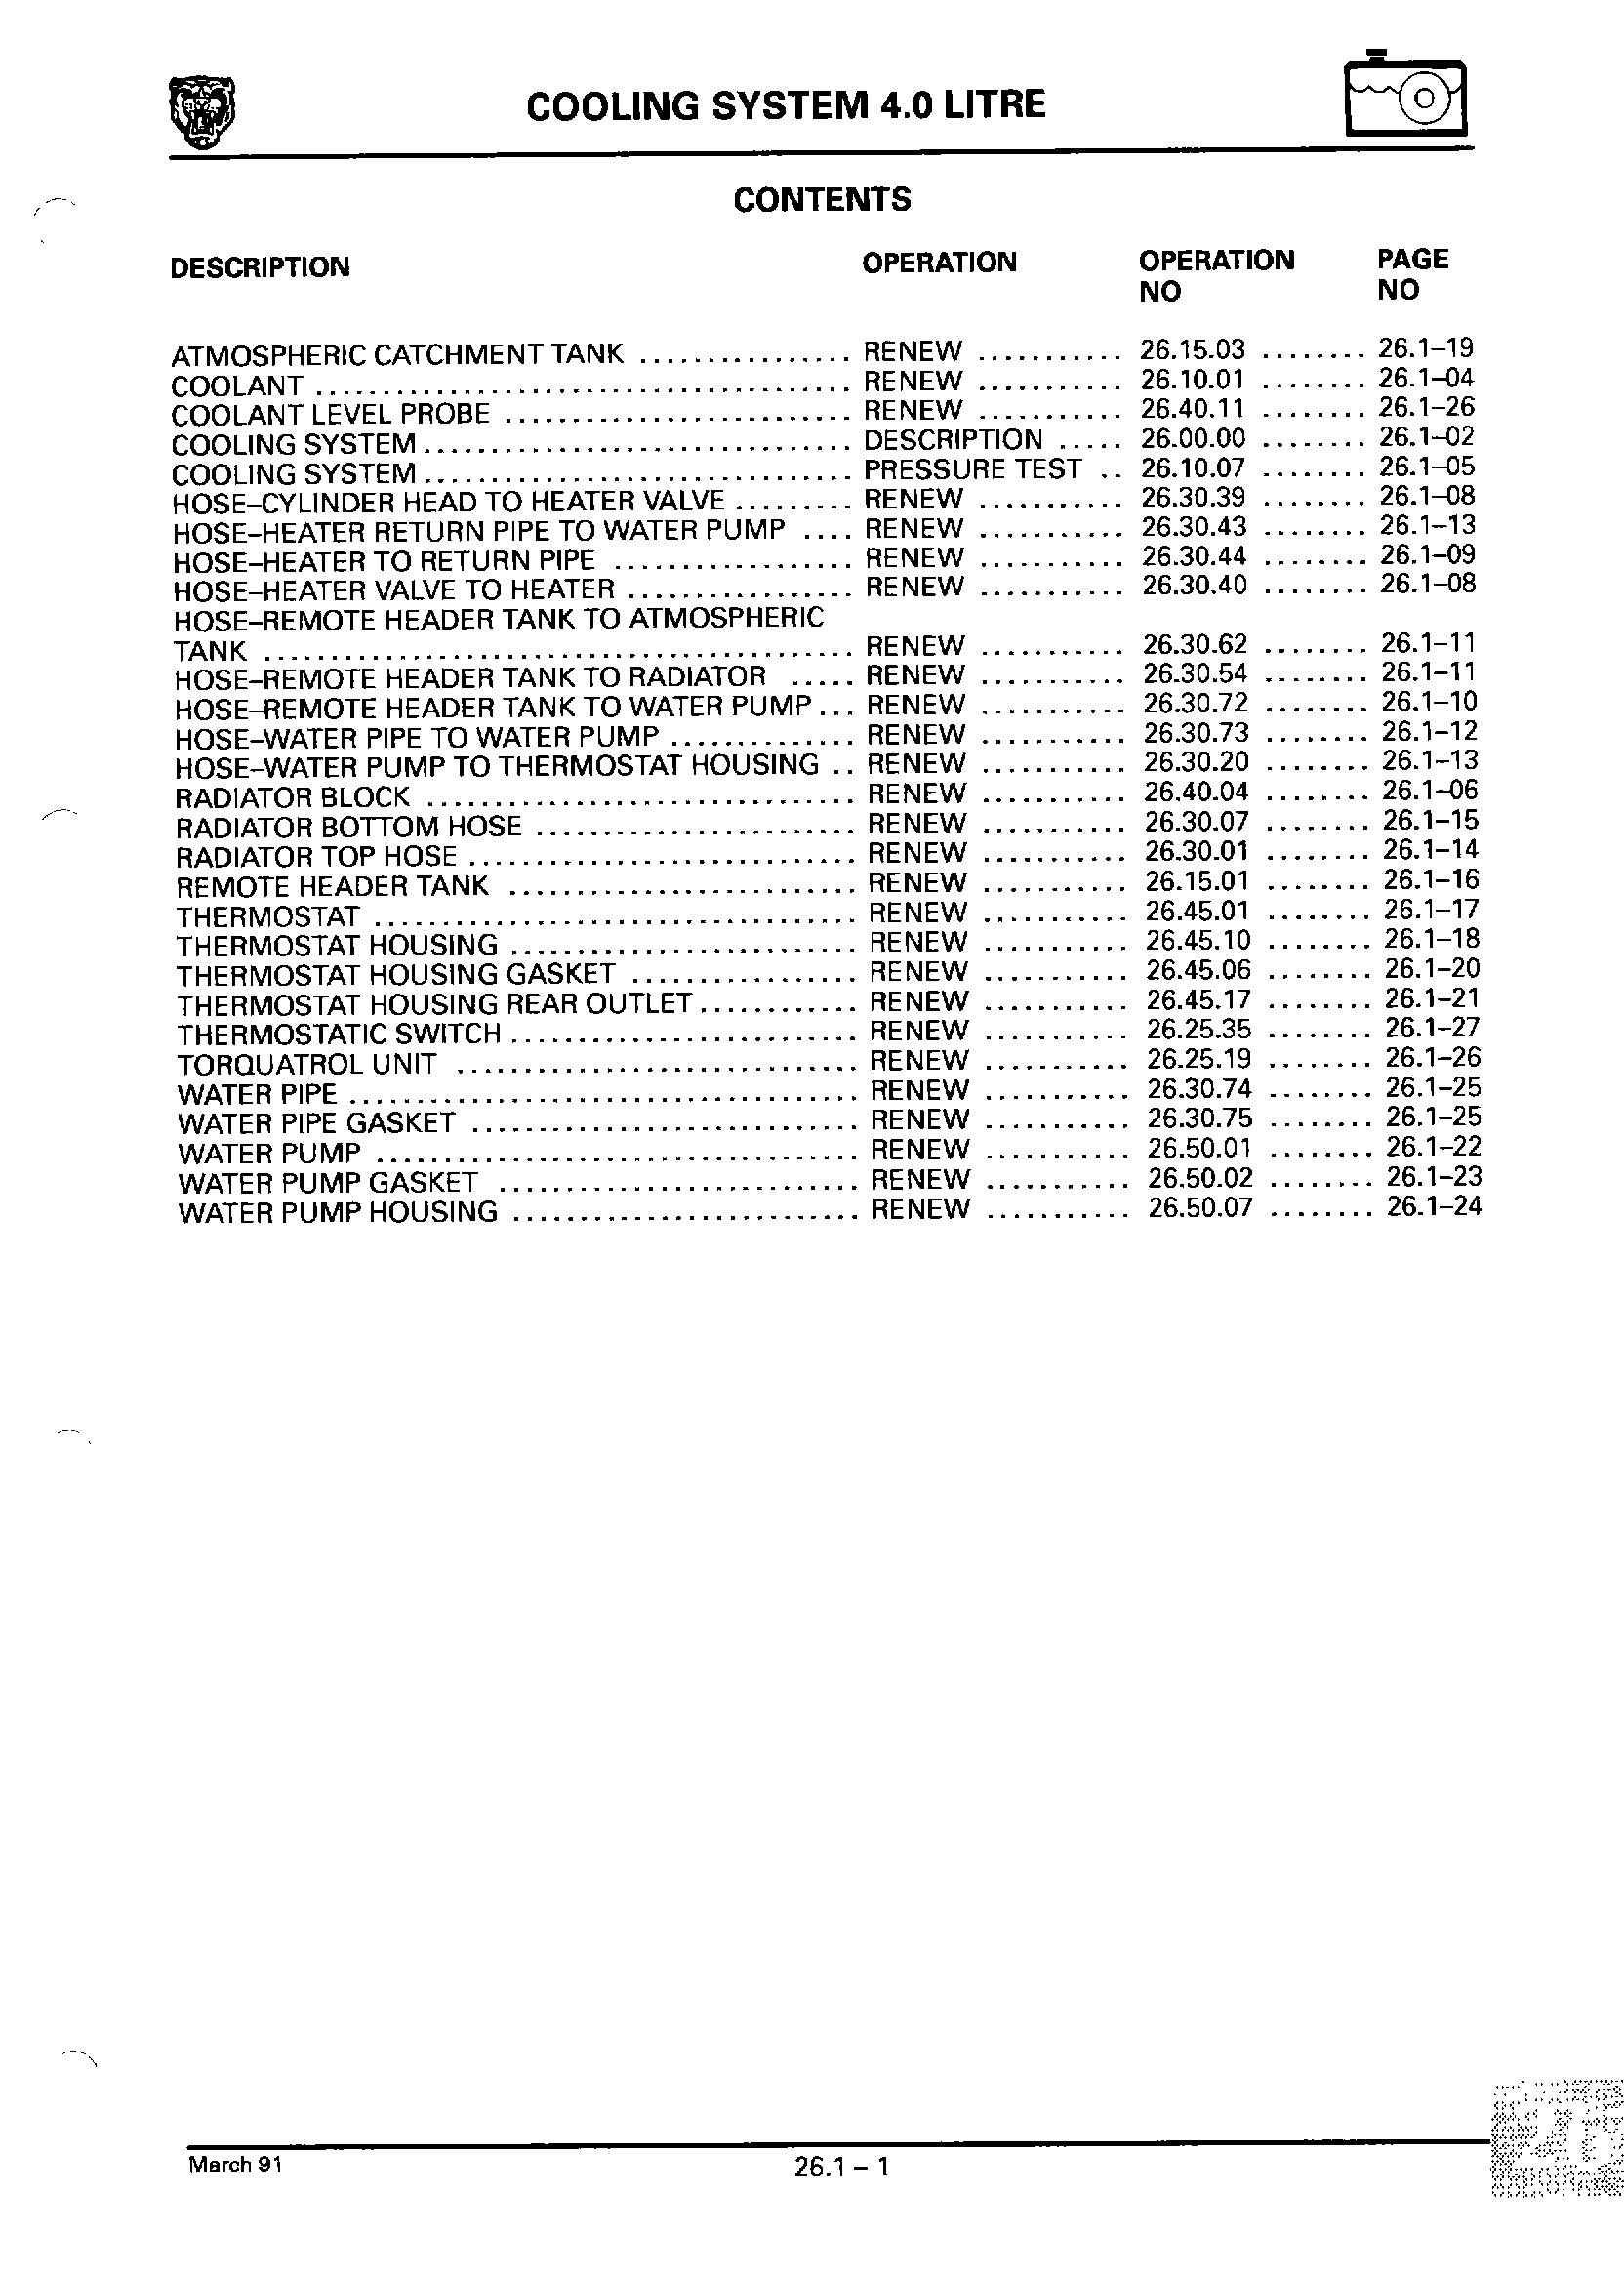 COOLING SYSTEM 4.0 LITRE
CONTENTS
DESCRIPTION OPERATION OPERATION NO PAGE NO
ATMOSPHERIC CATCHMENT TANK ................ RENEW ........... 26.15.03 ........ 26.1–19
COOLANT ........................................ RENEW ........... 26.10.01 ........ 26.1–04
COOLANT LEVEL PROBE .......................... RENEW ........... 26.40.11 ........ 26.1–26
COOLING SYSTEM ................................ DESCRIPTION ..... 26.00.00 ........ 26.1–02
COOLING SYSTEM ................................ PRESSURE TEST .. 26.10.07 ........ 26.1–05
HOSE–CYLINDER HEAD TO HEATER VALVE ......... RENEW ........... 26.30.39 ........ 26.1–08
HOSE–HEATER RETURN PIPE TO WATER PUMP .... RENEW ........... 26.30.43 ........ 26.1–13
HOSE–HEATER TO RETURN PIPE .................. RENEW ........... 26.30.44 ........ 26.1–09
HOSE–HEATER VALVE TO HEATER ................. RENEW ........... 26.30.40 ........ 26.1–08
HOSE–REMOTE HEADER TANK TO ATMOSPHERIC
TANK ............................................ RENEW ........... 26.30.62 ........ 26.1–11
HOSE–REMOTE HEADER TANK TO RADIATOR ..... RENEW ........... 26.30.54 ........ 26.1–11
HOSE–REMOTE HEADER TANK TO WATER PUMP ... RENEW ........... 26.30.72 ........ 26.1–10
HOSE–WATER PIPE TO WATER PUMP .............. RENEW ........... 26.30.73 ........ 26.1–12
HOSE–WATER PUMP TO THERMOSTAT HOUSING .. RENEW ........... 26.30.20 ........ 26.1–13
RADIATOR BLOCK ................................ RENEW ........... 26.40.04 ........ 26.1–06
RADIATOR BOTTOM HOSE ........................ RENEW ........... 26.30.07 ........ 26.1–15
RADIATOR TOP HOSE ............................. RENEW ........... 26.30.01 ........ 26.1–14
REMOTE HEADER TANK .......................... RENEW ........... 26.15.01 ........ 26.1–16
THERMOSTAT .................................... RENEW ........... 26.45.01 ........ 26.1–17
THERMOSTAT HOUSING .......................... RENEW ........... 26.45.10 ........ 26.1–18
THERMOSTAT HOUSING GASKET ................. RENEW ........... 26.45.06 ........ 26.1–20
THERMOSTAT HOUSING REAR OUTLET ............ RENEW ........... 26.45.17 ........ 26.1–21
THERMOSTATIC SWITCH .......................... RENEW ........... 26.25.35 ........ 26.1–27
TORQUATROL UNIT .............................. RENEW ........... 26.25.19 ........ 26.1–26
WATER PIPE ...................................... RENEW ........... 26.30.74 ........ 26.1–25
WATER PIPE GASKET ............................. RENEW ........... 26.30.75 ........ 26.1–25
WATER PUMP .................................... RENEW ........... 26.50.01 ........ 26.1–22
WATER PUMP GASKET ........................... RENEW ........... 26.50.02 ........ 26.1–23
WATER PUMP HOUSING .......................... RENEW ........... 26.50.07 ........ 26.1–24
March 91 26.1 – 1